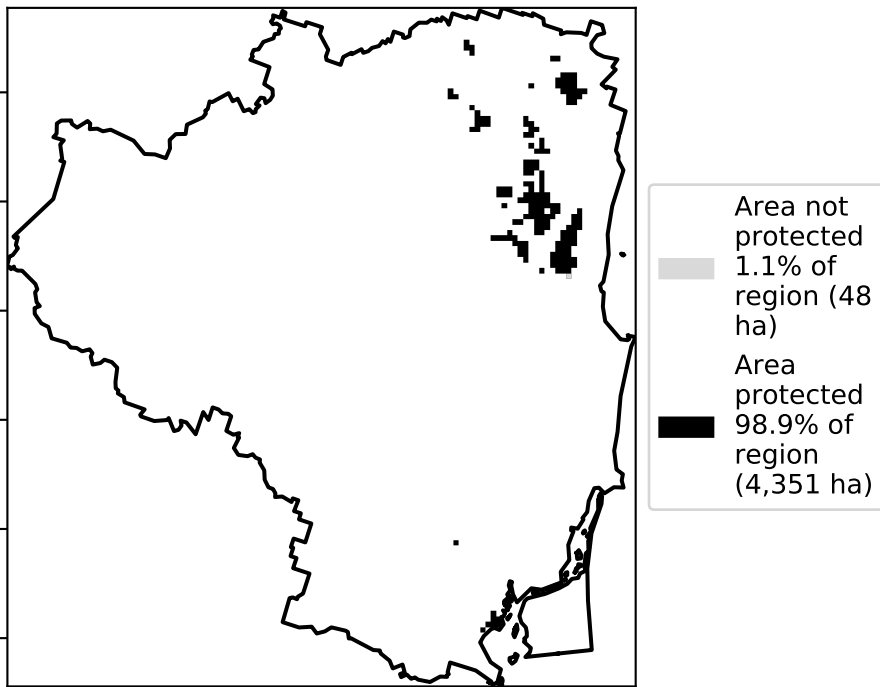 Area not
protected
1.1% of
region (48
ha)
Area
protected
98.9% of
region
(4,351 ha)